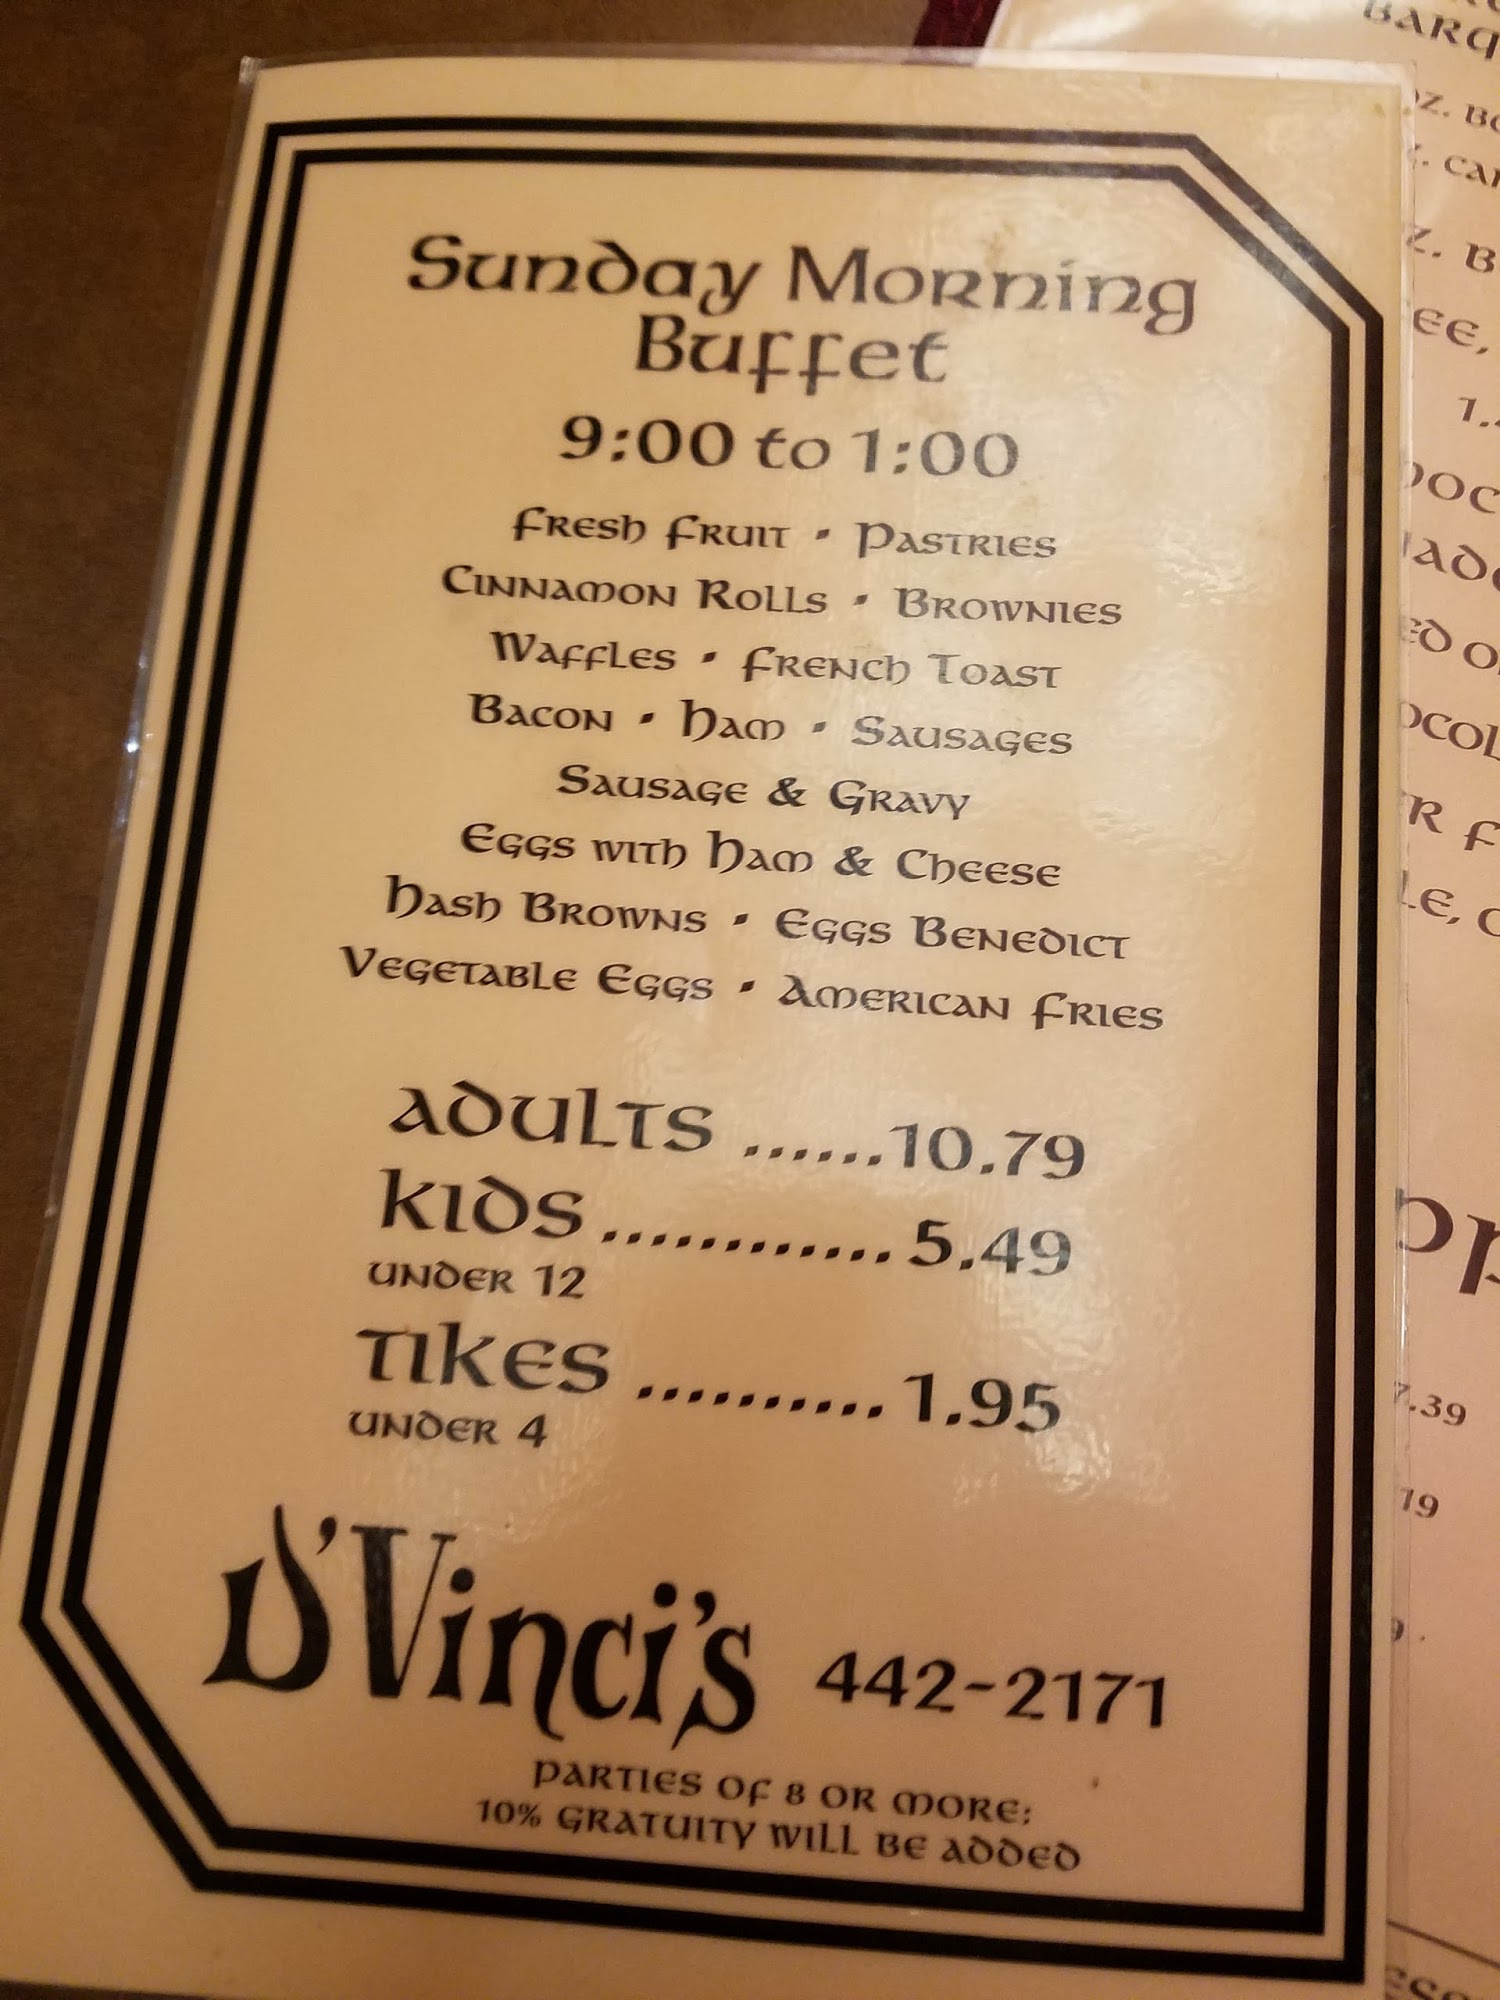 Sunday Morning
Buffet
9:00 to 1:00
Fresh Fruit • Pastries
Cinnamon Rolls • Brownies
Waffles • French Toast
Bacon • Ham • Sausages
Sausage & Gravy
Eggs with Ham & Cheese
Hash Browns • Eggs Benedict
Vegetable Eggs • American Fries
Adults ......10.79
Kids ............5.49
under 12
Tikes ..........1.95
under 4
D'Vinci's 442-2171
Parties of 8 or more:
10% gratuity will be added
7.39